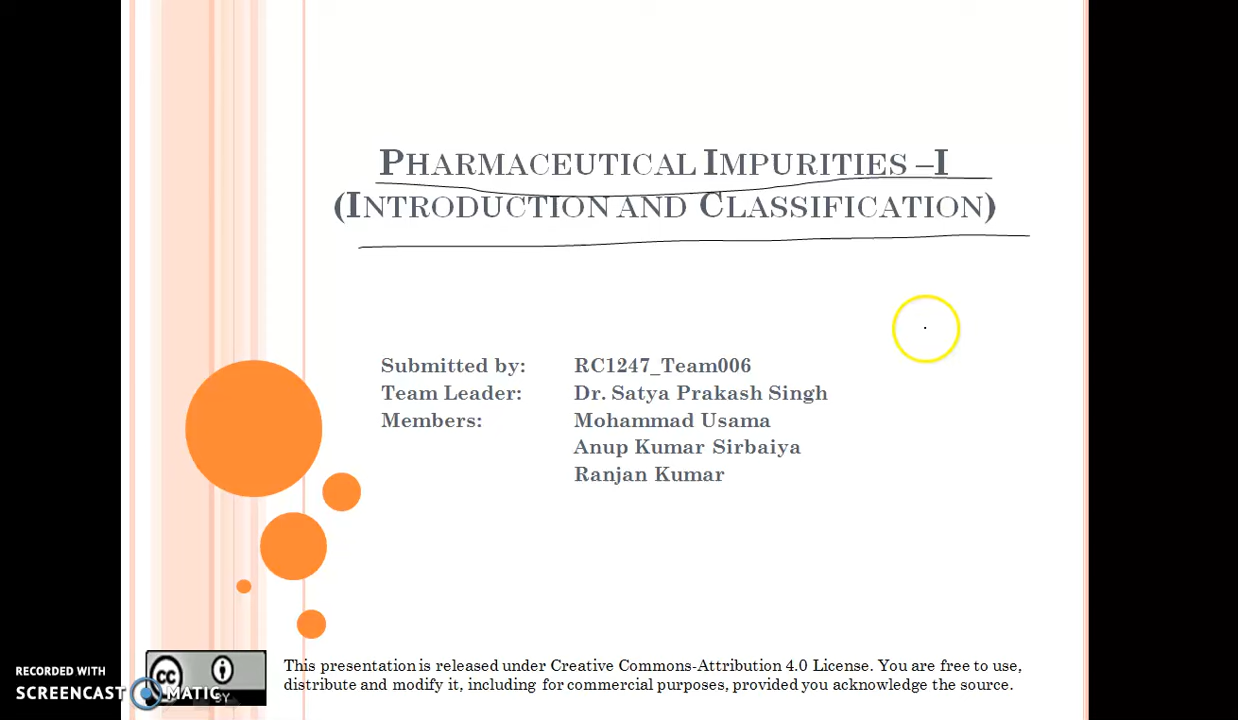 PHARMACEUTICAL IMPURITIES –I
(INTRODUCTION AND CLASSIFICATION)
Submitted by: RC1247_Team006
Team Leader: Dr. Satya Prakash Singh
Members: Mohammad Usama
Anup Kumar Sirbaiya
Ranjan Kumar
This presentation is released under Creative Commons-Attribution 4.0 License. You are free to use,
distribute and modify it, including for commercial purposes, provided you acknowledge the source.
cc
BY
RECORDED WITH
SCREENCAST MATIC